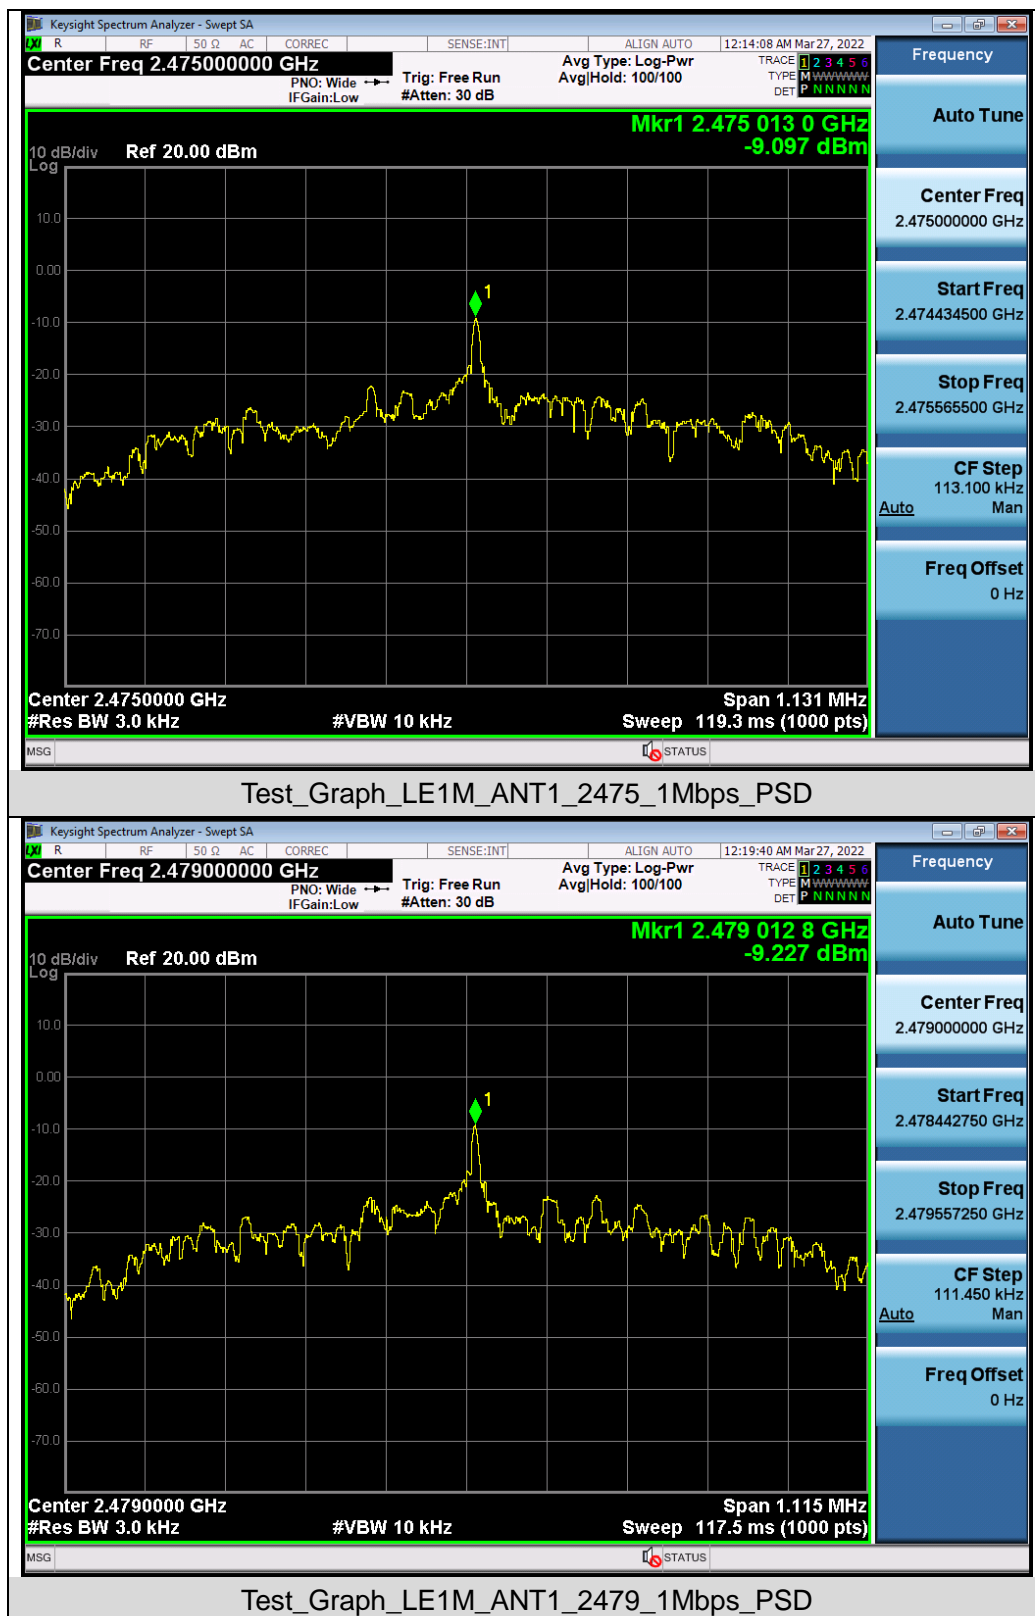 Keysight Spectrum Analyzer - Swept SA
LXI R RF 50 Ω AC CORREC SENSE:INT ALIGN AUTO 12:14:08 AM Mar 27, 2022
Center Freq 2.475000000 GHz
PNO: Wide
IFGain:Low
Trig: Free Run
#Atten: 30 dB
Avg Type: Log-Pwr
Avg|Hold: 100/100
TRACE 1 2 3 4 5 6
TYPE M WWWWW
DET P N N N N N
Mkr1 2.475 013 0 GHz
-9.097 dBm
10 dB/div Ref 20.00 dBm
Log
10.0
0.00
-10.0
-20.0
-30.0
-40.0
-50.0
-60.0
-70.0
1
Center 2.4750000 GHz Span 1.131 MHz
#Res BW 3.0 kHz #VBW 10 kHz Sweep 119.3 ms (1000 pts)
MSG STATUS
Frequency
Auto Tune
Center Freq
2.475000000 GHz
Start Freq
2.474434500 GHz
Stop Freq
2.475565500 GHz
CF Step
113.100 kHz
Auto Man
Freq Offset
0 Hz
Test_Graph_LE1M_ANT1_2475_1Mbps_PSD
Keysight Spectrum Analyzer - Swept SA
LXI R RF 50 Ω AC CORREC SENSE:INT ALIGN AUTO 12:19:40 AM Mar 27, 2022
Center Freq 2.479000000 GHz
PNO: Wide
IFGain:Low
Trig: Free Run
#Atten: 30 dB
Avg Type: Log-Pwr
Avg|Hold: 100/100
TRACE 1 2 3 4 5 6
TYPE M WWWWW
DET P N N N N N
Mkr1 2.479 012 8 GHz
-9.227 dBm
10 dB/div Ref 20.00 dBm
Log
10.0
0.00
-10.0
-20.0
-30.0
-40.0
-50.0
-60.0
-70.0
1
Center 2.4790000 GHz Span 1.115 MHz
#Res BW 3.0 kHz #VBW 10 kHz Sweep 117.5 ms (1000 pts)
MSG STATUS
Frequency
Auto Tune
Center Freq
2.479000000 GHz
Start Freq
2.478442750 GHz
Stop Freq
2.479557250 GHz
CF Step
111.450 kHz
Auto Man
Freq Offset
0 Hz
Test_Graph_LE1M_ANT1_2479_1Mbps_PSD